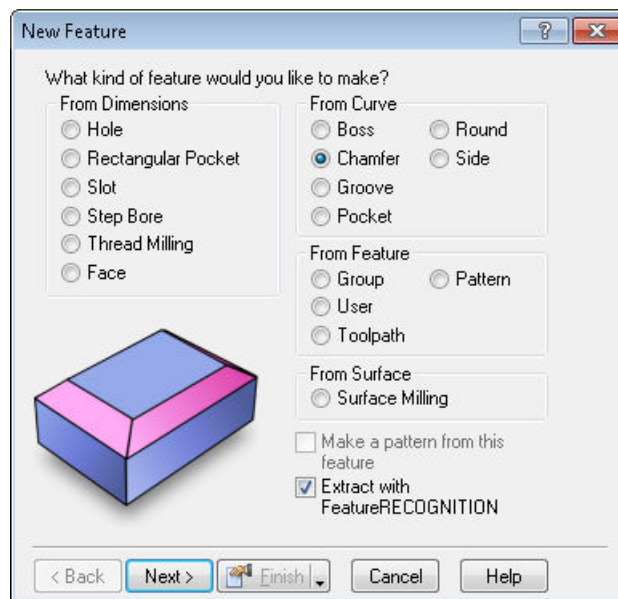 New Feature
What kind of feature would you like to make?
From Dimensions
Hole
Rectangular Pocket
Slot
Step Bore
Thread Milling
Face
From Curve
Boss
Round
Chamfer
Side
Groove
Pocket
From Feature
Group
Pattern
User
Toolpath
From Surface
Surface Milling
Make a pattern from this
feature
Extract with
FeatureRECOGNITION
< Back
Next >
Finish
Cancel
Help